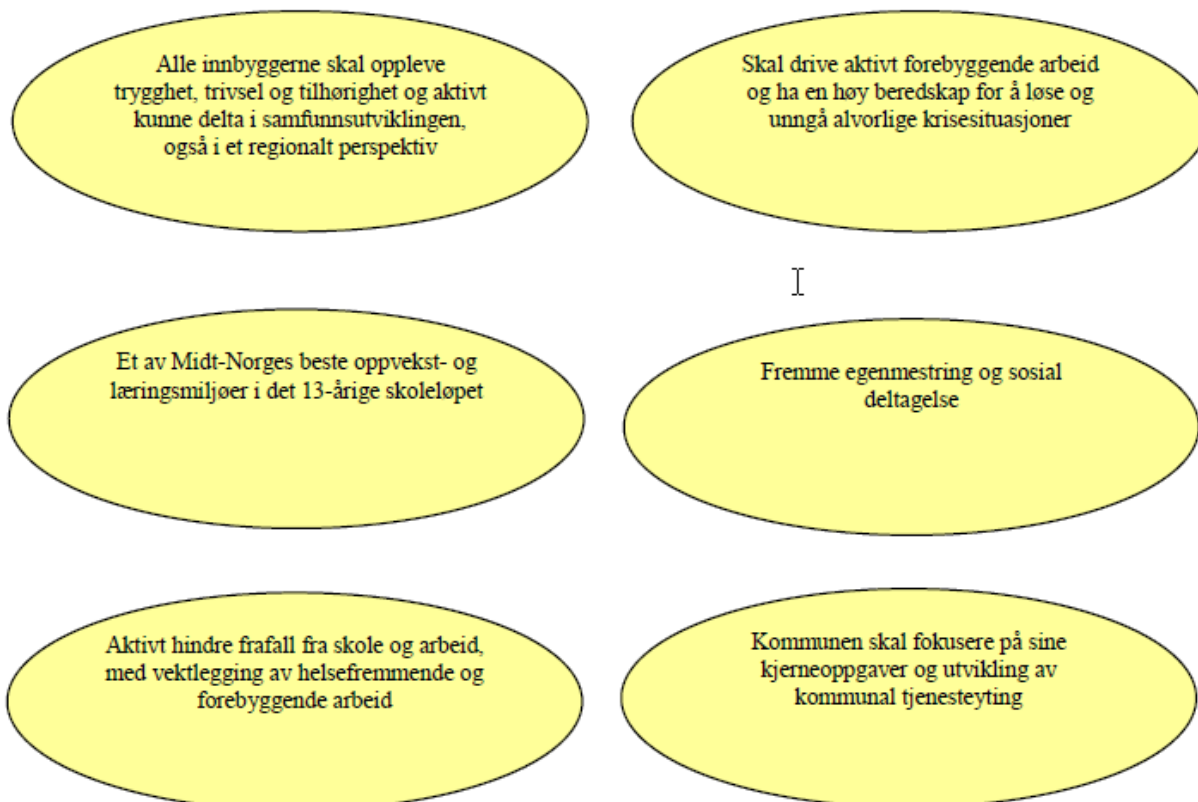 Alle innbyggerne skal oppleve
trygghet, trivsel og tilhørighet og aktivt
kunne delta i samfunnsutviklingen,
også i et regionalt perspektiv
Skal drive aktivt forebyggende arbeid
og ha en høy beredskap for å løse og
unngå alvorlige krisesituasjoner
Et av Midt-Norges beste oppvekst- og
læringsmiljøer i det 13-årige skoleløpet
Fremme egenmestring og sosial
deltagelse
Aktivt hindre frafall fra skole og arbeid,
med vektlegging av helsefremmende og
forebyggende arbeid
Kommunen skal fokusere på sine
kjerneoppgaver og utvikling av
kommunal tjenesteyting